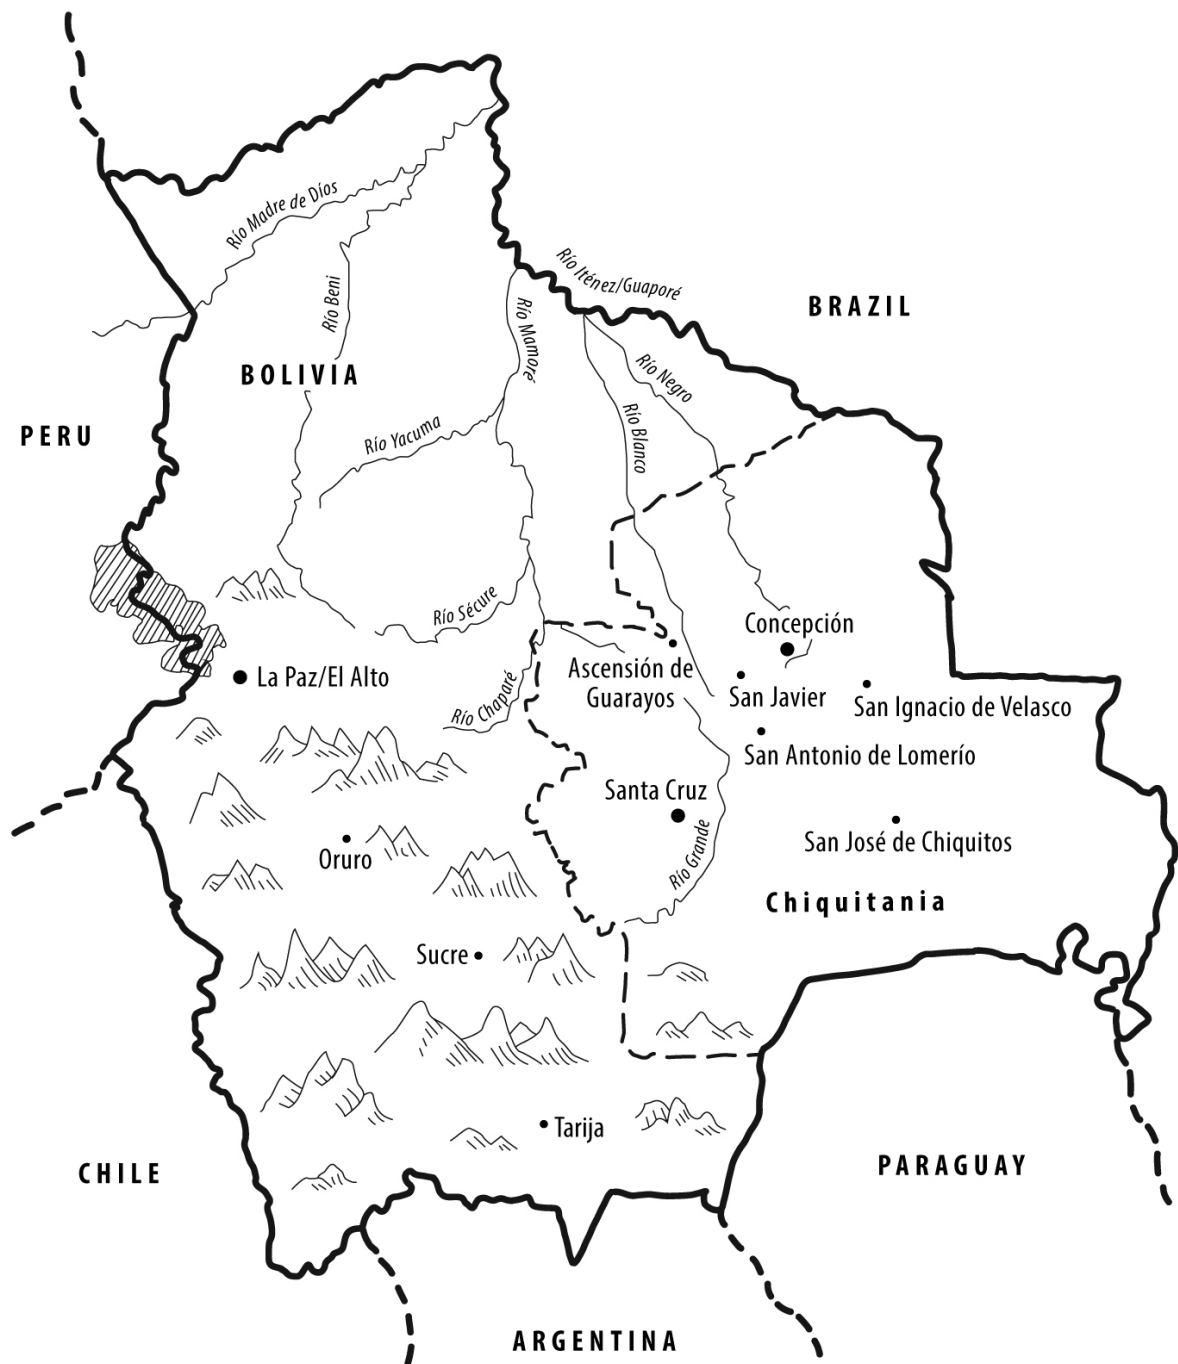 Río Madre de Díos
Río Iténez/Guaporé
Río Beni
BRAZIL
Río Mamoré
BOLIVIA
Río Negro
PERU
Río Yacuma
Río Blanco
Río Sécure
Concepción
La Paz/El Alto
Ascensión de
Guarayos
San Javier
San Ignacio de Velasco
Río Chaparé
San Antonio de Lomerío
Santa Cruz
Oruro
Río Grande
San José de Chiquitos
Chiquitania
Sucre
Tarija
CHILE
PARAGUAY
ARGENTINA